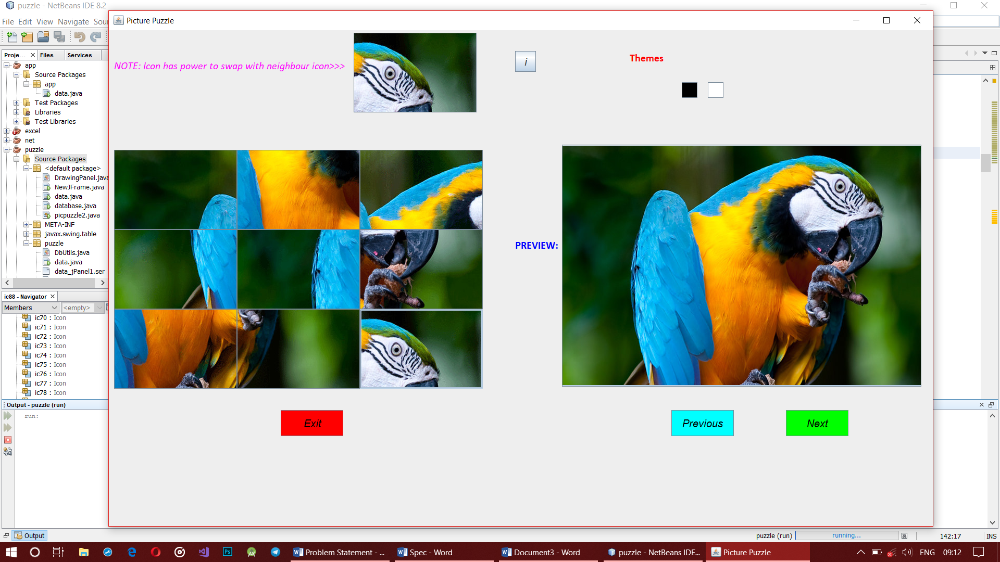 puzzle - NetBeans IDE 8.2
File Edit View Navigate Sour
Picture Puzzle
Proje... Files Services
app
Source Packages
app
data.java
Test Packages
Libraries
Test Libraries
excel
net
puzzle
Source Packages
<default package>
DrawingPanel.java
NewJFrame.java
data.java
database.java
picpuzzle2.java
META-INF
javax.swing.table
puzzle
DbUtils.java
data.java
data_jPanel1.ser
ic88 - Navigator
Members <empty>
ic70 : Icon
ic71 : Icon
ic72 : Icon
ic73 : Icon
ic74 : Icon
ic75 : Icon
ic76 : Icon
ic77 : Icon
ic78 : Icon
Output - puzzle (run)
run:
NOTE: Icon has power to swap with neighbour icon>>>
i
Themes
PREVIEW:
Exit
Previous
Next
Output
puzzle (run) running... 142:17 INS
Problem Statement - ...
Spec - Word
Document3 - Word
puzzle - NetBeans IDE...
Picture Puzzle
ENG 09:12